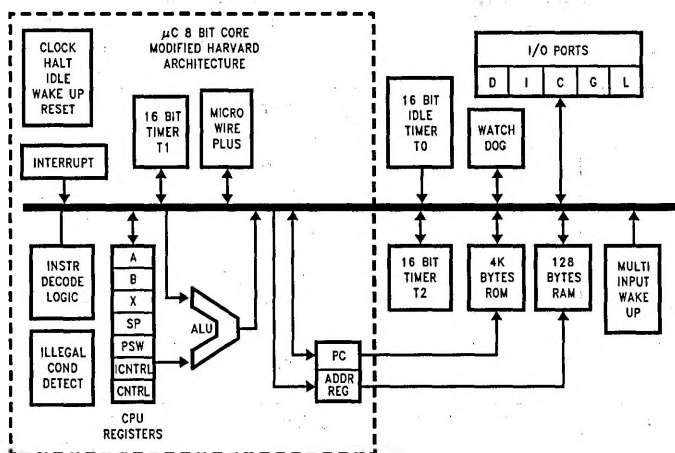 μC 8 BIT CORE
MODIFIED HARVARD
ARCHITECTURE
CLOCK
HALT
IDLE
WAKE UP
RESET
INTERRUPT
16 BIT
TIMER
T1
MICRO
WIRE
PLUS
16 BIT
IDLE
TIMER
T0
WATCH
DOG
I/O PORTS
D I C G L
INSTR
DECODE
LOGIC
ILLEGAL
COND
DETECT
A
B
X
SP
PSW
ICNTRL
CNTRL
CPU
REGISTERS
ALU
PC
ADDR
REG
16 BIT
TIMER
T2
4K
BYTES
ROM
128
BYTES
RAM
MULTI
INPUT
WAKE
UP